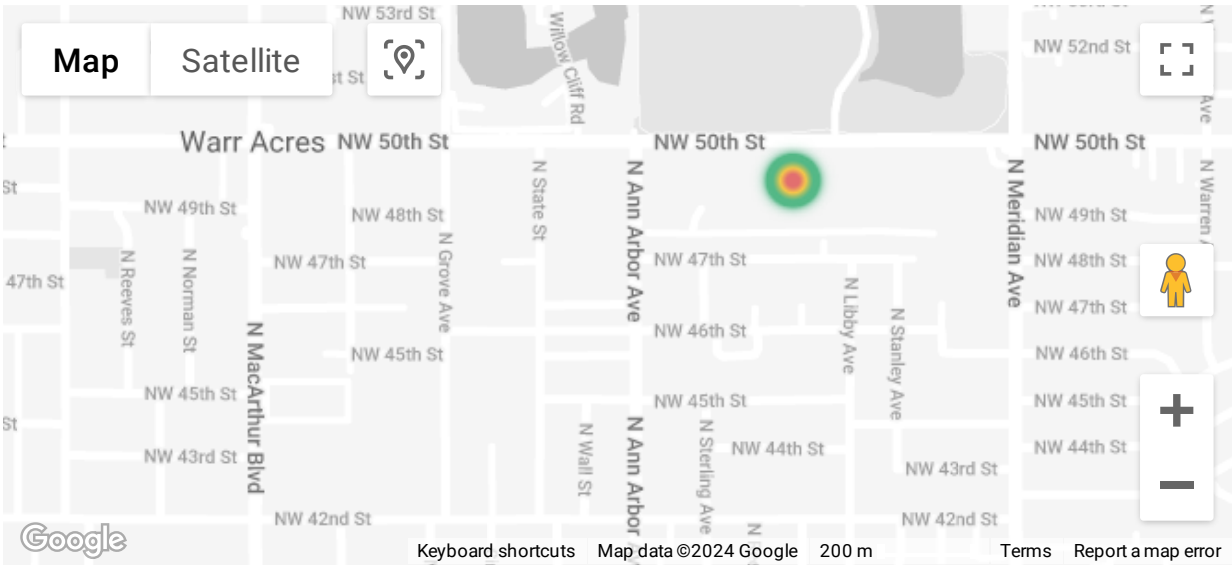 NW 53rd St
Willow Cliff Rd
NW 52nd St
Map
Satellite
st St
Ave
t
Warr Acres
NW 50th St
NW 50th St
NW 50th St
St
N State St
N Ann Arbor Ave
N Meridian Ave
N Warren
NW 49th St
NW 48th St
NW 49th St
N Grove Ave
NW 47th St
NW 47th St
NW 48th St
47th St
N Reeves St
N Norman St
N Libby Ave
NW 47th St
N Stanley Ave
N MacArthur Blvd
NW 46th St
NW 45th St
NW 46th St
NW 45th St
NW 45th St
NW 45th St
St
N Wall St
N Ann Arbor
N Sterling Ave
NW 44th St
NW 44th St
NW 43rd St
NW 43rd St
NW 42nd St
NW 42nd St
Google
Keyboard shortcuts
Map data ©2024 Google
200 m
Terms
Report a map error